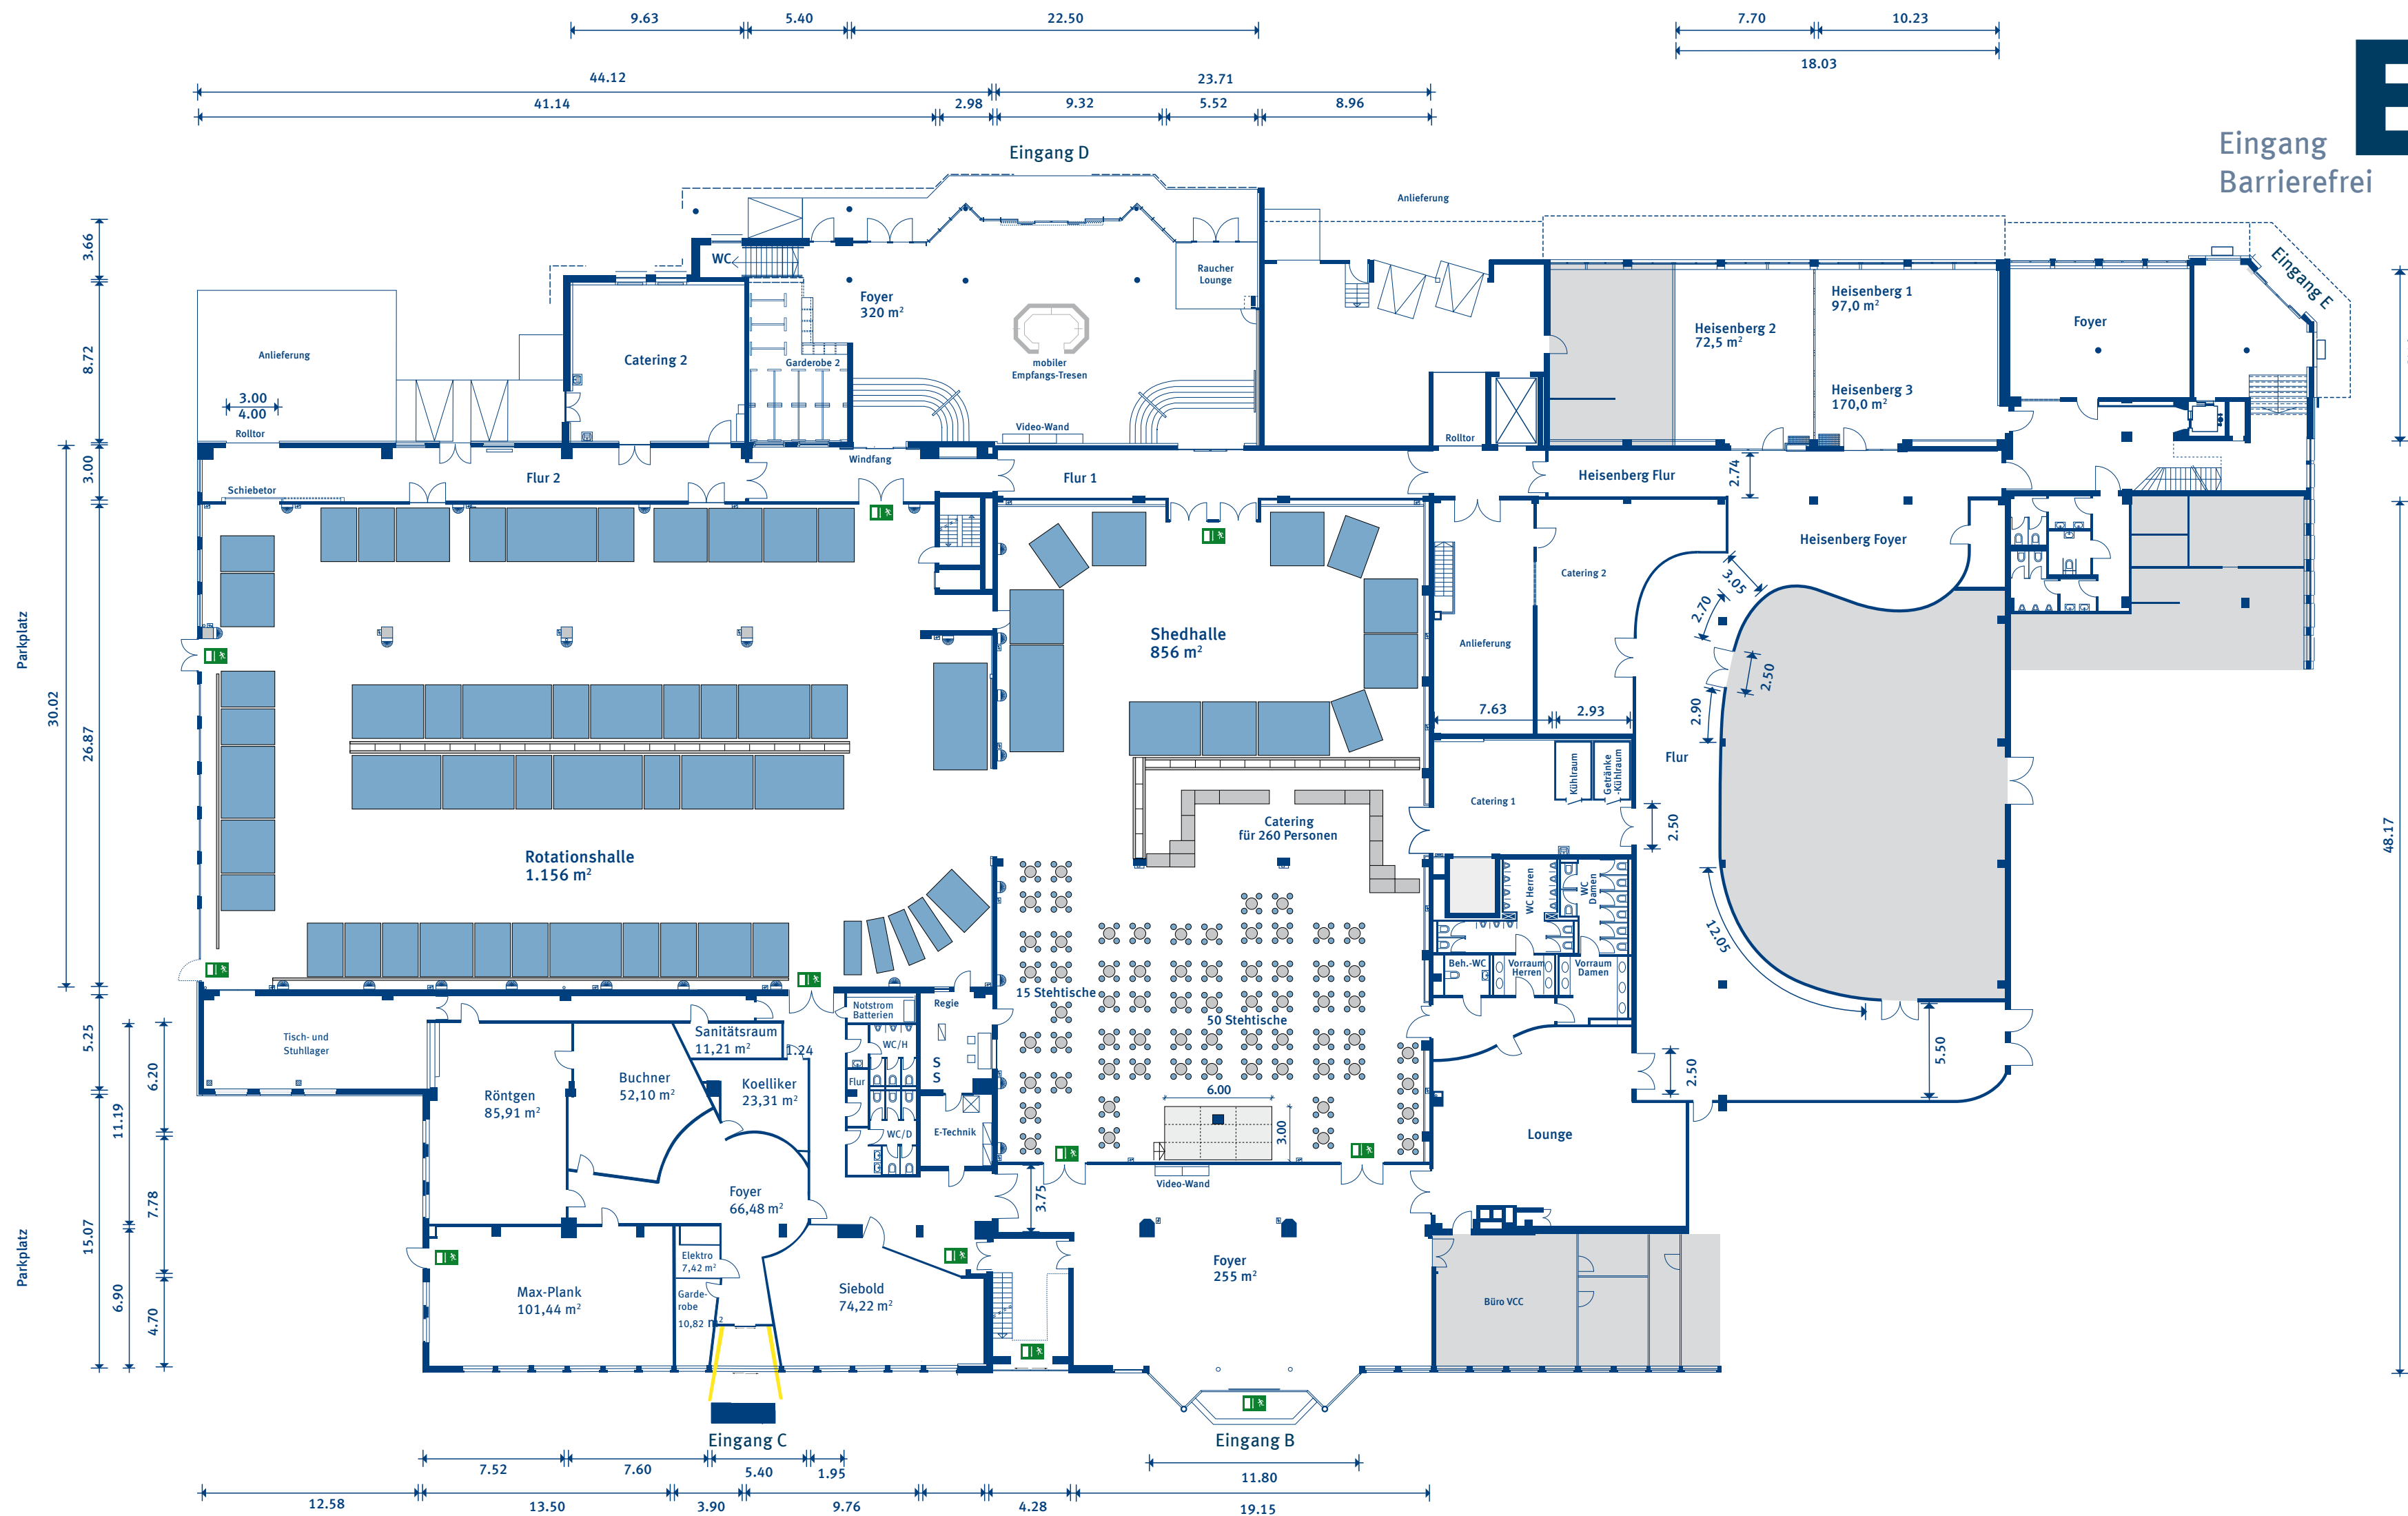 9.63
5.40
22.50
7.70
10.23
18.03
44.12
23.71
41.14
2.98
9.32
5.52
8.96
E
Eingang
Barrierefrei
Eingang D
Anlieferung
Eingang E
3.66
8.72
3.00
30.02
26.87
5.25
6.20
11.19
7.78
15.07
6.90
4.70
Parkplatz
Parkplatz
WC
Foyer
320 m²
Raucher
Lounge
Anlieferung
Catering 2
Garderobe 2
mobiler
Empfangs-Tresen
Video-Wand
3.00
4.00
Rolltor
Rolltor
Windfang
Heisenberg 1
97,0 m²
Heisenberg 2
72,5 m²
Heisenberg 3
170,0 m²
Foyer
Flur 2
Flur 1
Heisenberg Flur
2.74
Schiebetor
Heisenberg Foyer
Shedhalle
856 m²
Catering 2
Anlieferung
3.05
2.70
2.50
2.90
7.63
2.93
Flur
Kühlraum
Getränke
-Kühlraum
Catering 1
2.50
48.17
Catering
für 260 Personen
Rotationshalle
1.156 m²
WC Herren
WC
Damen
12.05
Beh.-WC
Vorraum
Herren
Vorraum
Damen
15 Stehtische
50 Stehtische
Notstrom
Batterien
Regie
Tisch- und
Stuhllager
Sanitätsraum
11,21 m²
1.24
WC/H
S
S
Flur
Buchner
52,10 m²
Koelliker
23,31 m²
Röntgen
85,91 m²
WC/D
E-Technik
6.00
3.00
2.50
5.50
Lounge
Video-Wand
3.75
Foyer
66,48 m²
Elektro
7,42 m²
Garde-
robe
10,82 m²
Max-Plank
101,44 m²
Siebold
74,22 m²
Foyer
255 m²
Büro VCC
Eingang C
Eingang B
7.52
7.60
5.40
1.95
11.80
12.58
13.50
3.90
9.76
4.28
19.15